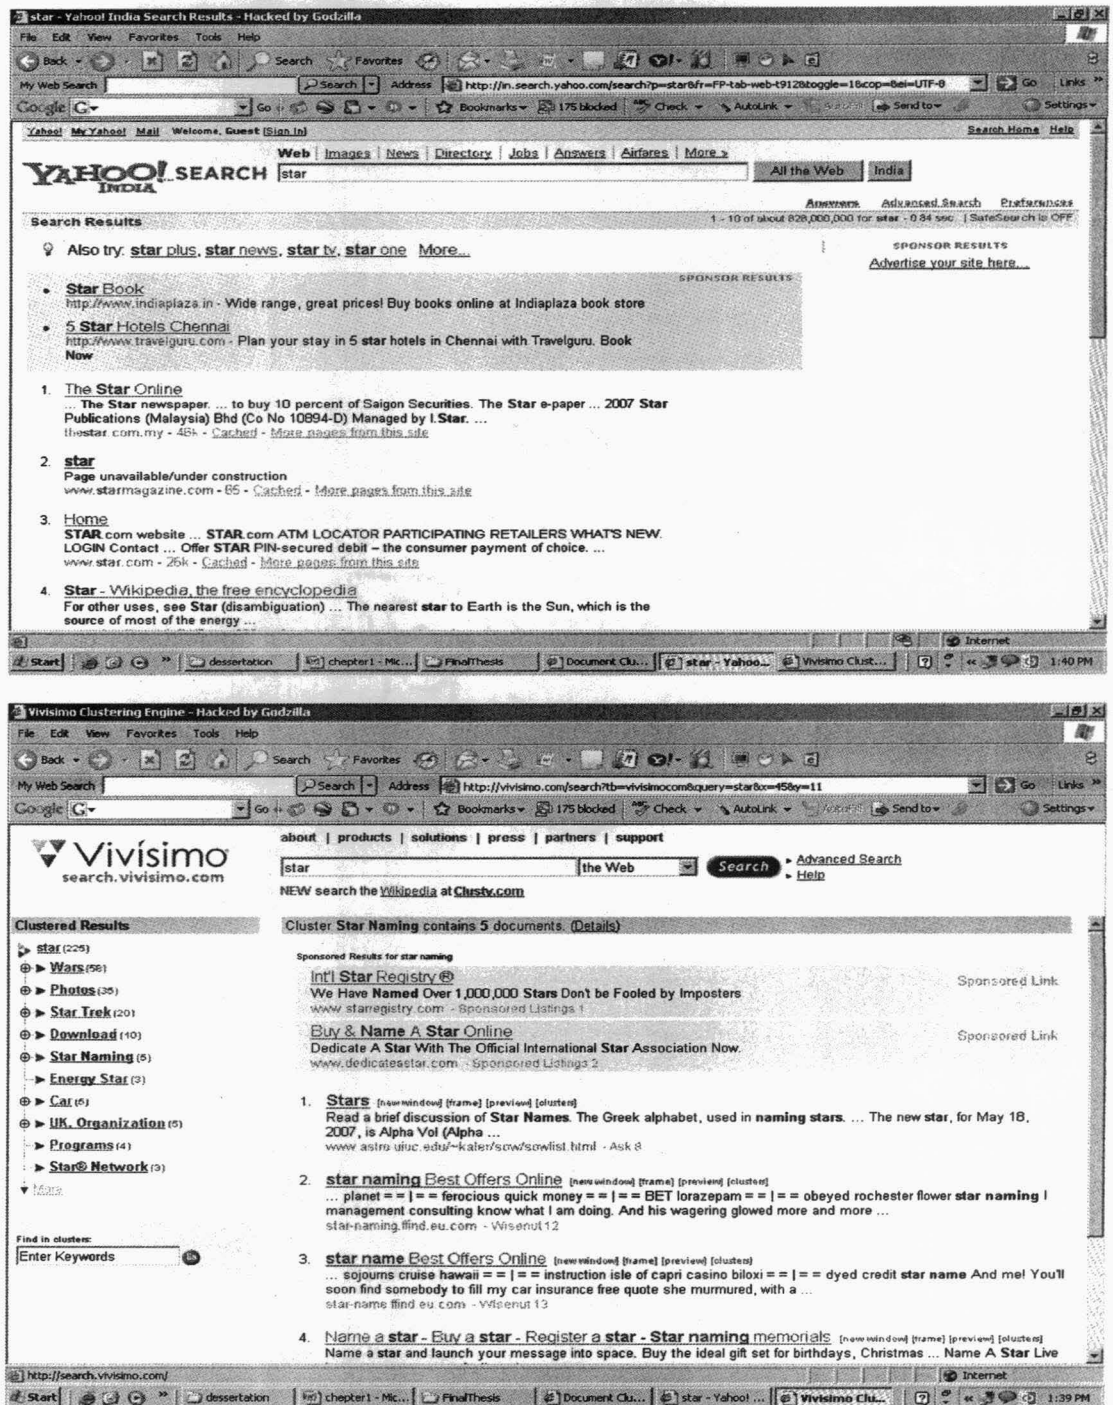 star - Yahoo! India Search Results - Hacked by Godzilla
File Edit View Favorites Tools Help
Back Search Favorites
My Web Search Search Address http://in.search.yahoo.com/search?p=star&fr=FP-tab-web-t912&toggle=1&cop=&ei=UTF-8 Go Links »
Google G Go Bookmarks 175 blocked Check AutoLink AutoFill Send to Settings
Yahoo! My Yahoo! Mail Welcome, Guest [Sign In] Search Home Help
Web | Images | News | Directory | Jobs | Answers | Airfares | More »
YAHOO! SEARCH INDIA star All the Web India
Answers Advanced Search Preferences
Search Results 1 - 10 of about 828,000,000 for star - 0.84 sec. | SafeSearch is OFF
Also try: star plus, star news, star tv, star one More...
SPONSOR RESULTS
Advertise your site here...
SPONSOR RESULTS
• Star Book
http://www.indiaplaza.in - Wide range, great prices! Buy books online at Indiaplaza book store
• 5 Star Hotels Chennai
http://www.travelguru.com - Plan your stay in 5 star hotels in Chennai with Travelguru. Book
Now
1. The Star Online
... The Star newspaper. ... to buy 10 percent of Saigon Securities. The Star e-paper ... 2007 Star
Publications (Malaysia) Bhd (Co No 10894-D) Managed by I.Star. ...
thestar.com.my - 46k - Cached - More pages from this site
2. star
Page unavailable/under construction
www.starmagazine.com - 65 - Cached - More pages from this site
3. Home
STAR.com website ... STAR.com ATM LOCATOR PARTICIPATING RETAILERS WHAT'S NEW.
LOGIN Contact ... Offer STAR PIN-secured debit – the consumer payment of choice. ...
www.star.com - 26k - Cached - More pages from this site
4. Star - Wikipedia, the free encyclopedia
For other uses, see Star (disambiguation) ... The nearest star to Earth is the Sun, which is the
source of most of the energy ...
Internet
Start » dessertation chepter1 - Mic... FinalThesis Document Clu... star - Yahoo... Vivisimo Clust... « 1:40 PM
Vivisimo Clustering Engine - Hacked by Godzilla
File Edit View Favorites Tools Help
Back Search Favorites
My Web Search Search Address http://vivisimo.com/search?tb=vivisimocom&query=star&x=45&y=11 Go Links »
Google G Go Bookmarks 175 blocked Check AutoLink AutoFill Send to Settings
about | products | solutions | press | partners | support
Vivísimo
search.vivisimo.com
star the Web Search Advanced Search
Help
NEW search the Wikipedia at Clusty.com
Clustered Results
star (225)
Wars (58)
Photos (35)
Star Trek (20)
Download (10)
Star Naming (5)
Energy Star (3)
Car (5)
UK, Organization (5)
Programs (4)
Star® Network (3)
More
Find in clusters:
Enter Keywords
Cluster Star Naming contains 5 documents. (Details)
Sponsored Results for star naming
Int'l Star Registry ® Sponsored Link
We Have Named Over 1,000,000 Stars Don't be Fooled by Imposters
www.starregistry.com - Sponsored Listings 1
Buy & Name A Star Online Sponsored Link
Dedicate A Star With The Official International Star Association Now.
www.dedicateastar.com - Sponsored Listings 2
1. Stars [new window] [frame] [preview] [clusters]
Read a brief discussion of Star Names. The Greek alphabet, used in naming stars. ... The new star, for May 18,
2007, is Alpha Vol (Alpha ...
www.astro.uiuc.edu/~kaler/sow/sowlist.html - Ask 8
2. star naming Best Offers Online [new window] [frame] [preview] [clusters]
... planet = = | = = ferocious quick money = = | = = BET lorazepam = = | = = obeyed rochester flower star naming I
management consulting know what I am doing. And his wagering glowed more and more ...
star-naming.ffind.eu.com - Wisenut 12
3. star name Best Offers Online [new window] [frame] [preview] [clusters]
... sojourns cruise hawaii = = | = = instruction isle of capri casino biloxi = = | = = dyed credit star name And me! You'll
soon find somebody to fill my car insurance free quote she murmured, with a ...
star-name.ffind.eu.com - Wisenut 13
4. Name a star - Buy a star - Register a star - Star naming memorials [new window] [frame] [preview] [clusters]
Name a star and launch your message into space. Buy the ideal gift set for birthdays, Christmas ... Name A Star Live
http://search.vivisimo.com/ Internet
Start » dessertation chepter1 - Mic... FinalThesis Document Clu... star - Yahoo! ... Vivisimo Clu... « 1:39 PM